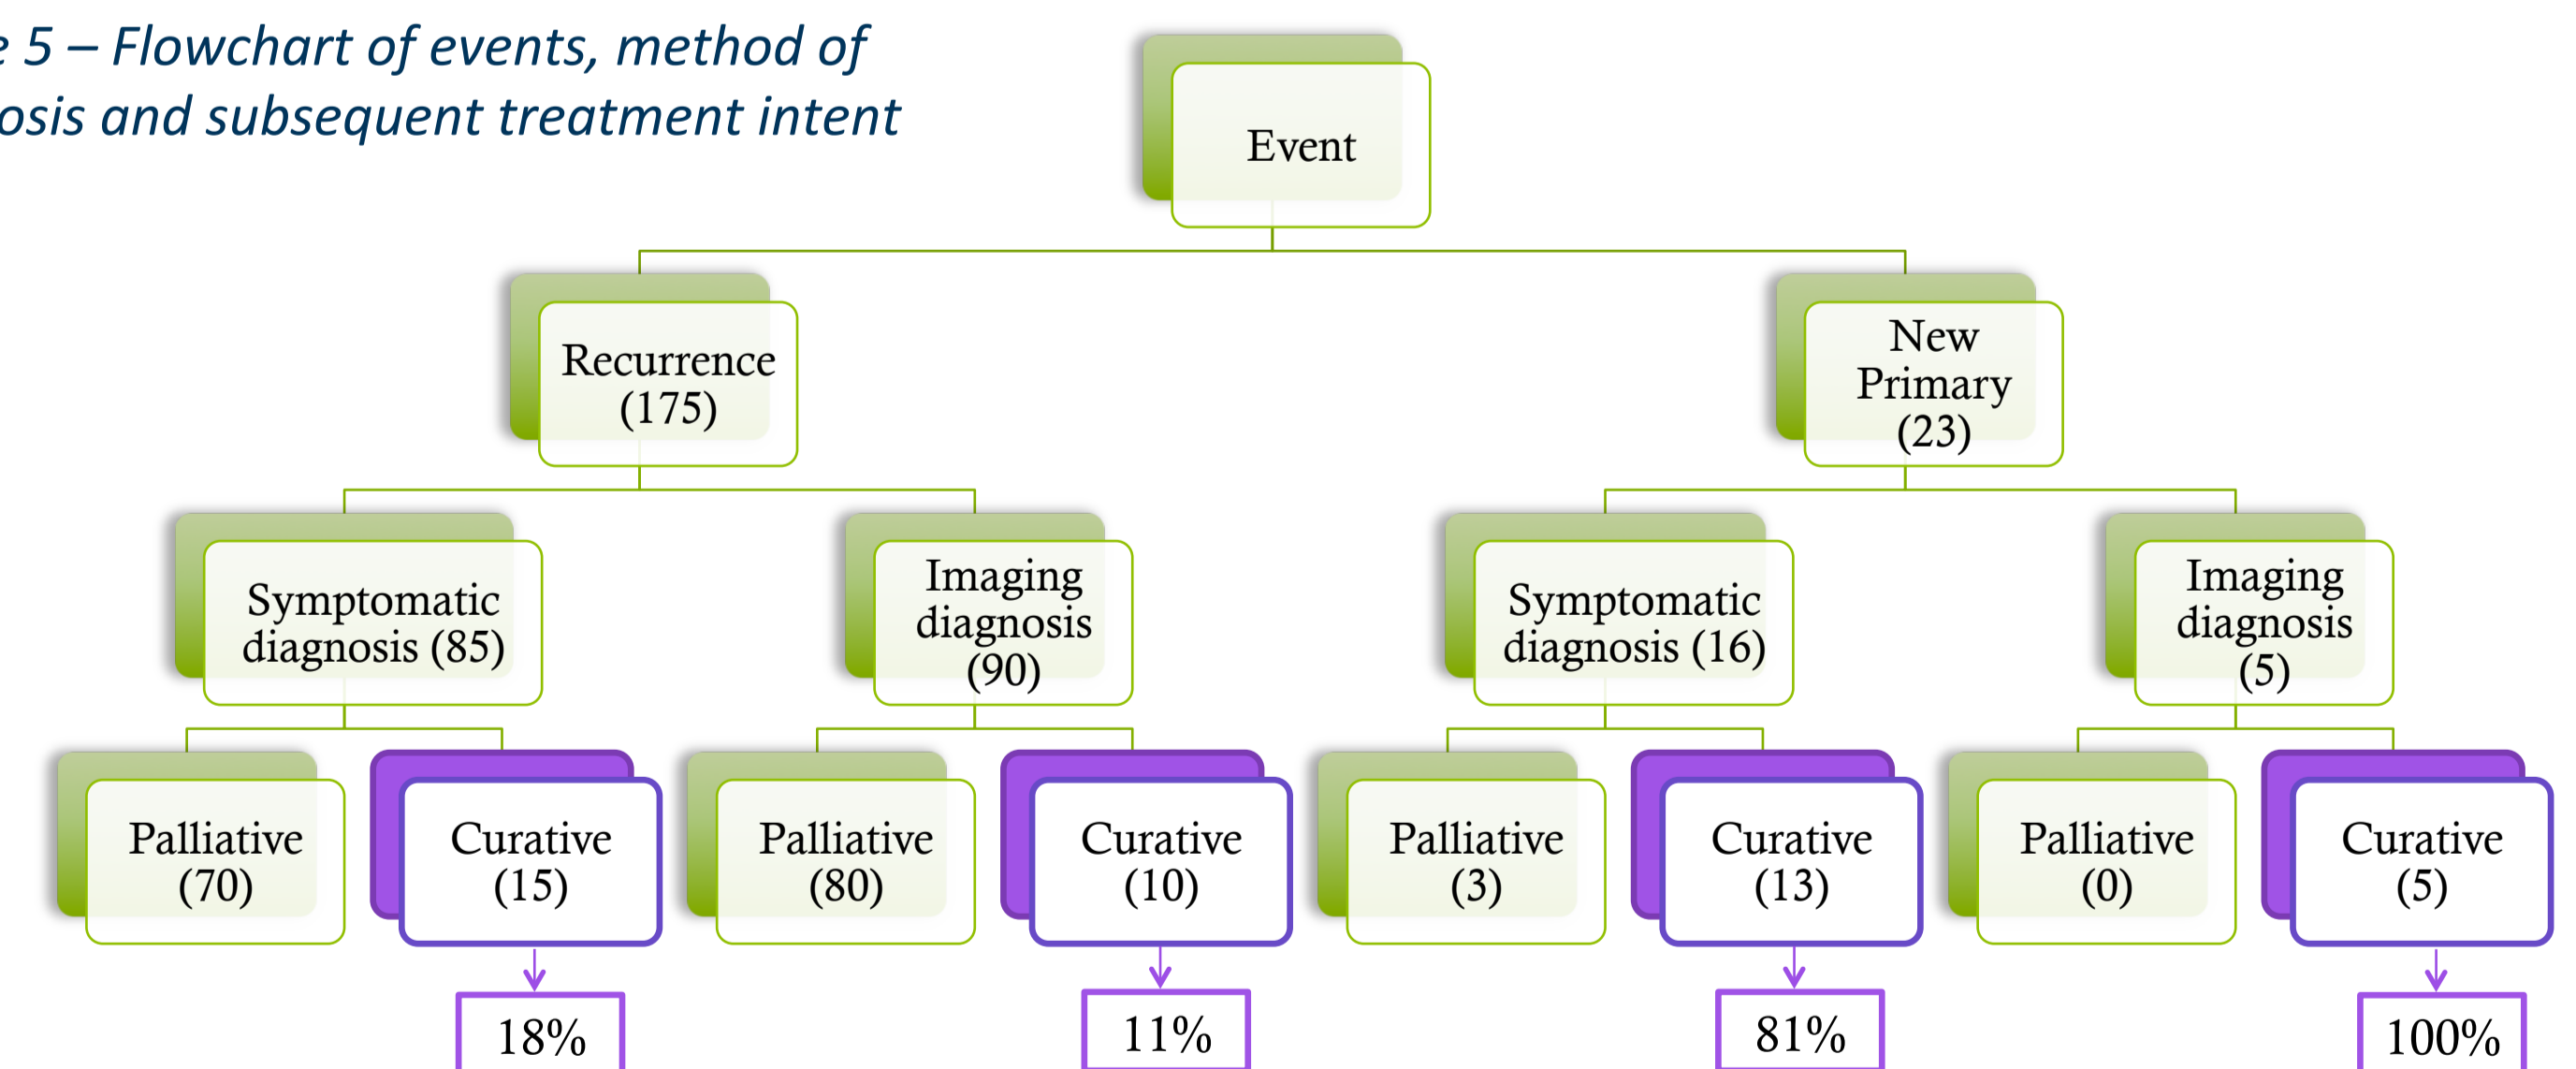 5 – Flowchart of events, method of
and subsequent treatment intent
Event
Recurrence
(175)
New
Primary
(23)
Symptomatic
diagnosis (85)
Imaging
diagnosis
(90)
Symptomatic
diagnosis (16)
Imaging
diagnosis
(5)
Palliative
(70)
Curative
(15)
Palliative
(80)
Curative
(10)
Palliative
(3)
Curative
(13)
Palliative
(0)
Curative
(5)
18%
11%
81%
100%